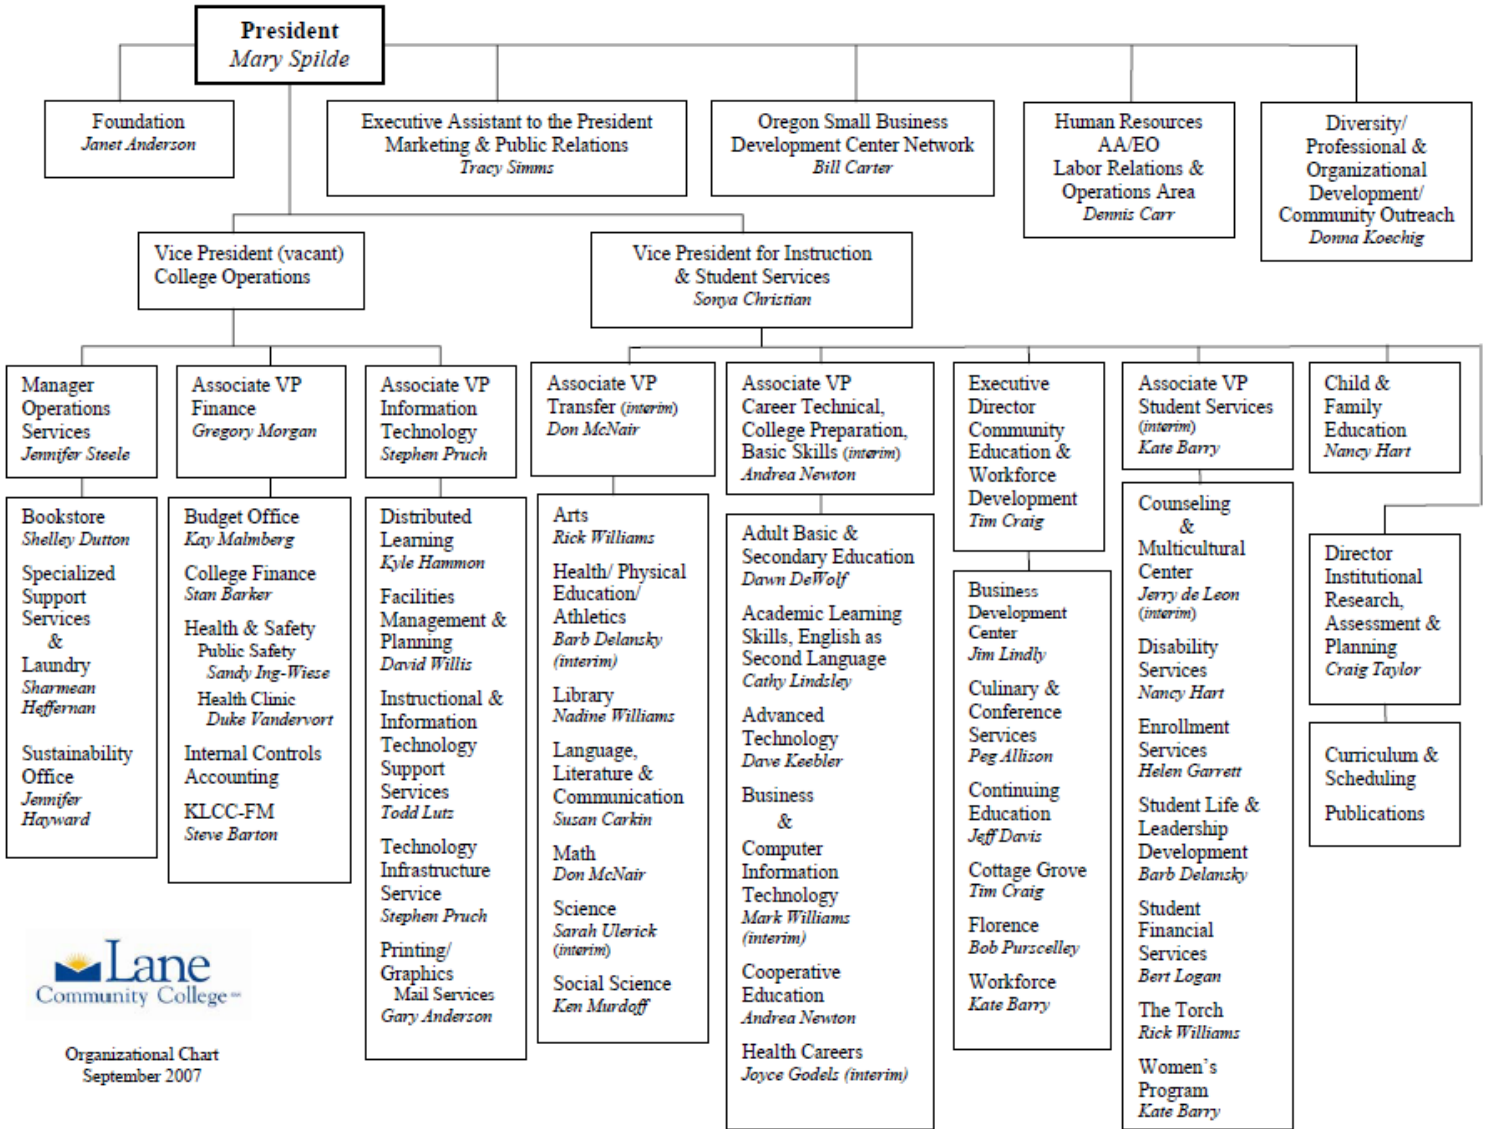 President
Mary Spilde
Foundation
Janet Anderson
Executive Assistant to the President
Marketing & Public Relations
Tracy Simms
Oregon Small Business
Development Center Network
Bill Carter
Human Resources
AA/EO
Labor Relations &
Operations Area
Dennis Carr
Diversity/
Professional &
Organizational
Development/
Community Outreach
Donna Koechig
Vice President (vacant)
College Operations
Vice President for Instruction
& Student Services
Sonya Christian
Manager
Operations
Services
Jennifer Steele
Associate VP
Finance
Gregory Morgan
Associate VP
Information
Technology
Stephen Pruch
Associate VP
Transfer (interim)
Don McNair
Associate VP
Career Technical,
College Preparation,
Basic Skills (interim)
Andrea Newton
Executive
Director
Community
Education &
Workforce
Development
Tim Craig
Associate VP
Student Services
(interim)
Kate Barry
Child &
Family
Education
Nancy Hart
Bookstore
Shelley Dutton
Specialized
Support
Services
&
Laundry
Sharmean
Heffernan
Sustainability
Office
Jennifer
Hayward
Budget Office
Kay Malmberg
College Finance
Stan Barker
Health & Safety
Public Safety
Sandy Ing-Wiese
Health Clinic
Duke Vandervort
Internal Controls
Accounting
KLCC-FM
Steve Barton
Distributed
Learning
Kyle Hammon
Facilities
Management &
Planning
David Willis
Instructional &
Information
Technology
Support
Services
Todd Lutz
Technology
Infrastructure
Service
Stephen Pruch
Printing/
Graphics
Mail Services
Gary Anderson
Arts
Rick Williams
Health/ Physical
Education/
Athletics
Barb Delansky
(interim)
Library
Nadine Williams
Language,
Literature &
Communication
Susan Carkin
Math
Don McNair
Science
Sarah Ulerick
(interim)
Social Science
Ken Murdoff
Adult Basic &
Secondary Education
Dawn DeWolf
Academic Learning
Skills, English as
Second Language
Cathy Lindsley
Advanced
Technology
Dave Keebler
Business
&
Computer
Information
Technology
Mark Williams
(interim)
Cooperative
Education
Andrea Newton
Health Careers
Joyce Godels (interim)
Business
Development
Center
Jim Lindly
Culinary &
Conference
Services
Peg Allison
Continuing
Education
Jeff Davis
Cottage Grove
Tim Craig
Florence
Bob Purscelley
Workforce
Kate Barry
Counseling
&
Multicultural
Center
Jerry de Leon
(interim)
Disability
Services
Nancy Hart
Enrollment
Services
Helen Garrett
Student Life &
Leadership
Development
Barb Delansky
Student
Financial
Services
Bert Logan
The Torch
Rick Williams
Women's
Program
Kate Barry
Director
Institutional
Research,
Assessment &
Planning
Craig Taylor
Curriculum &
Scheduling
Publications
Lane
Community College
Organizational Chart
September 2007